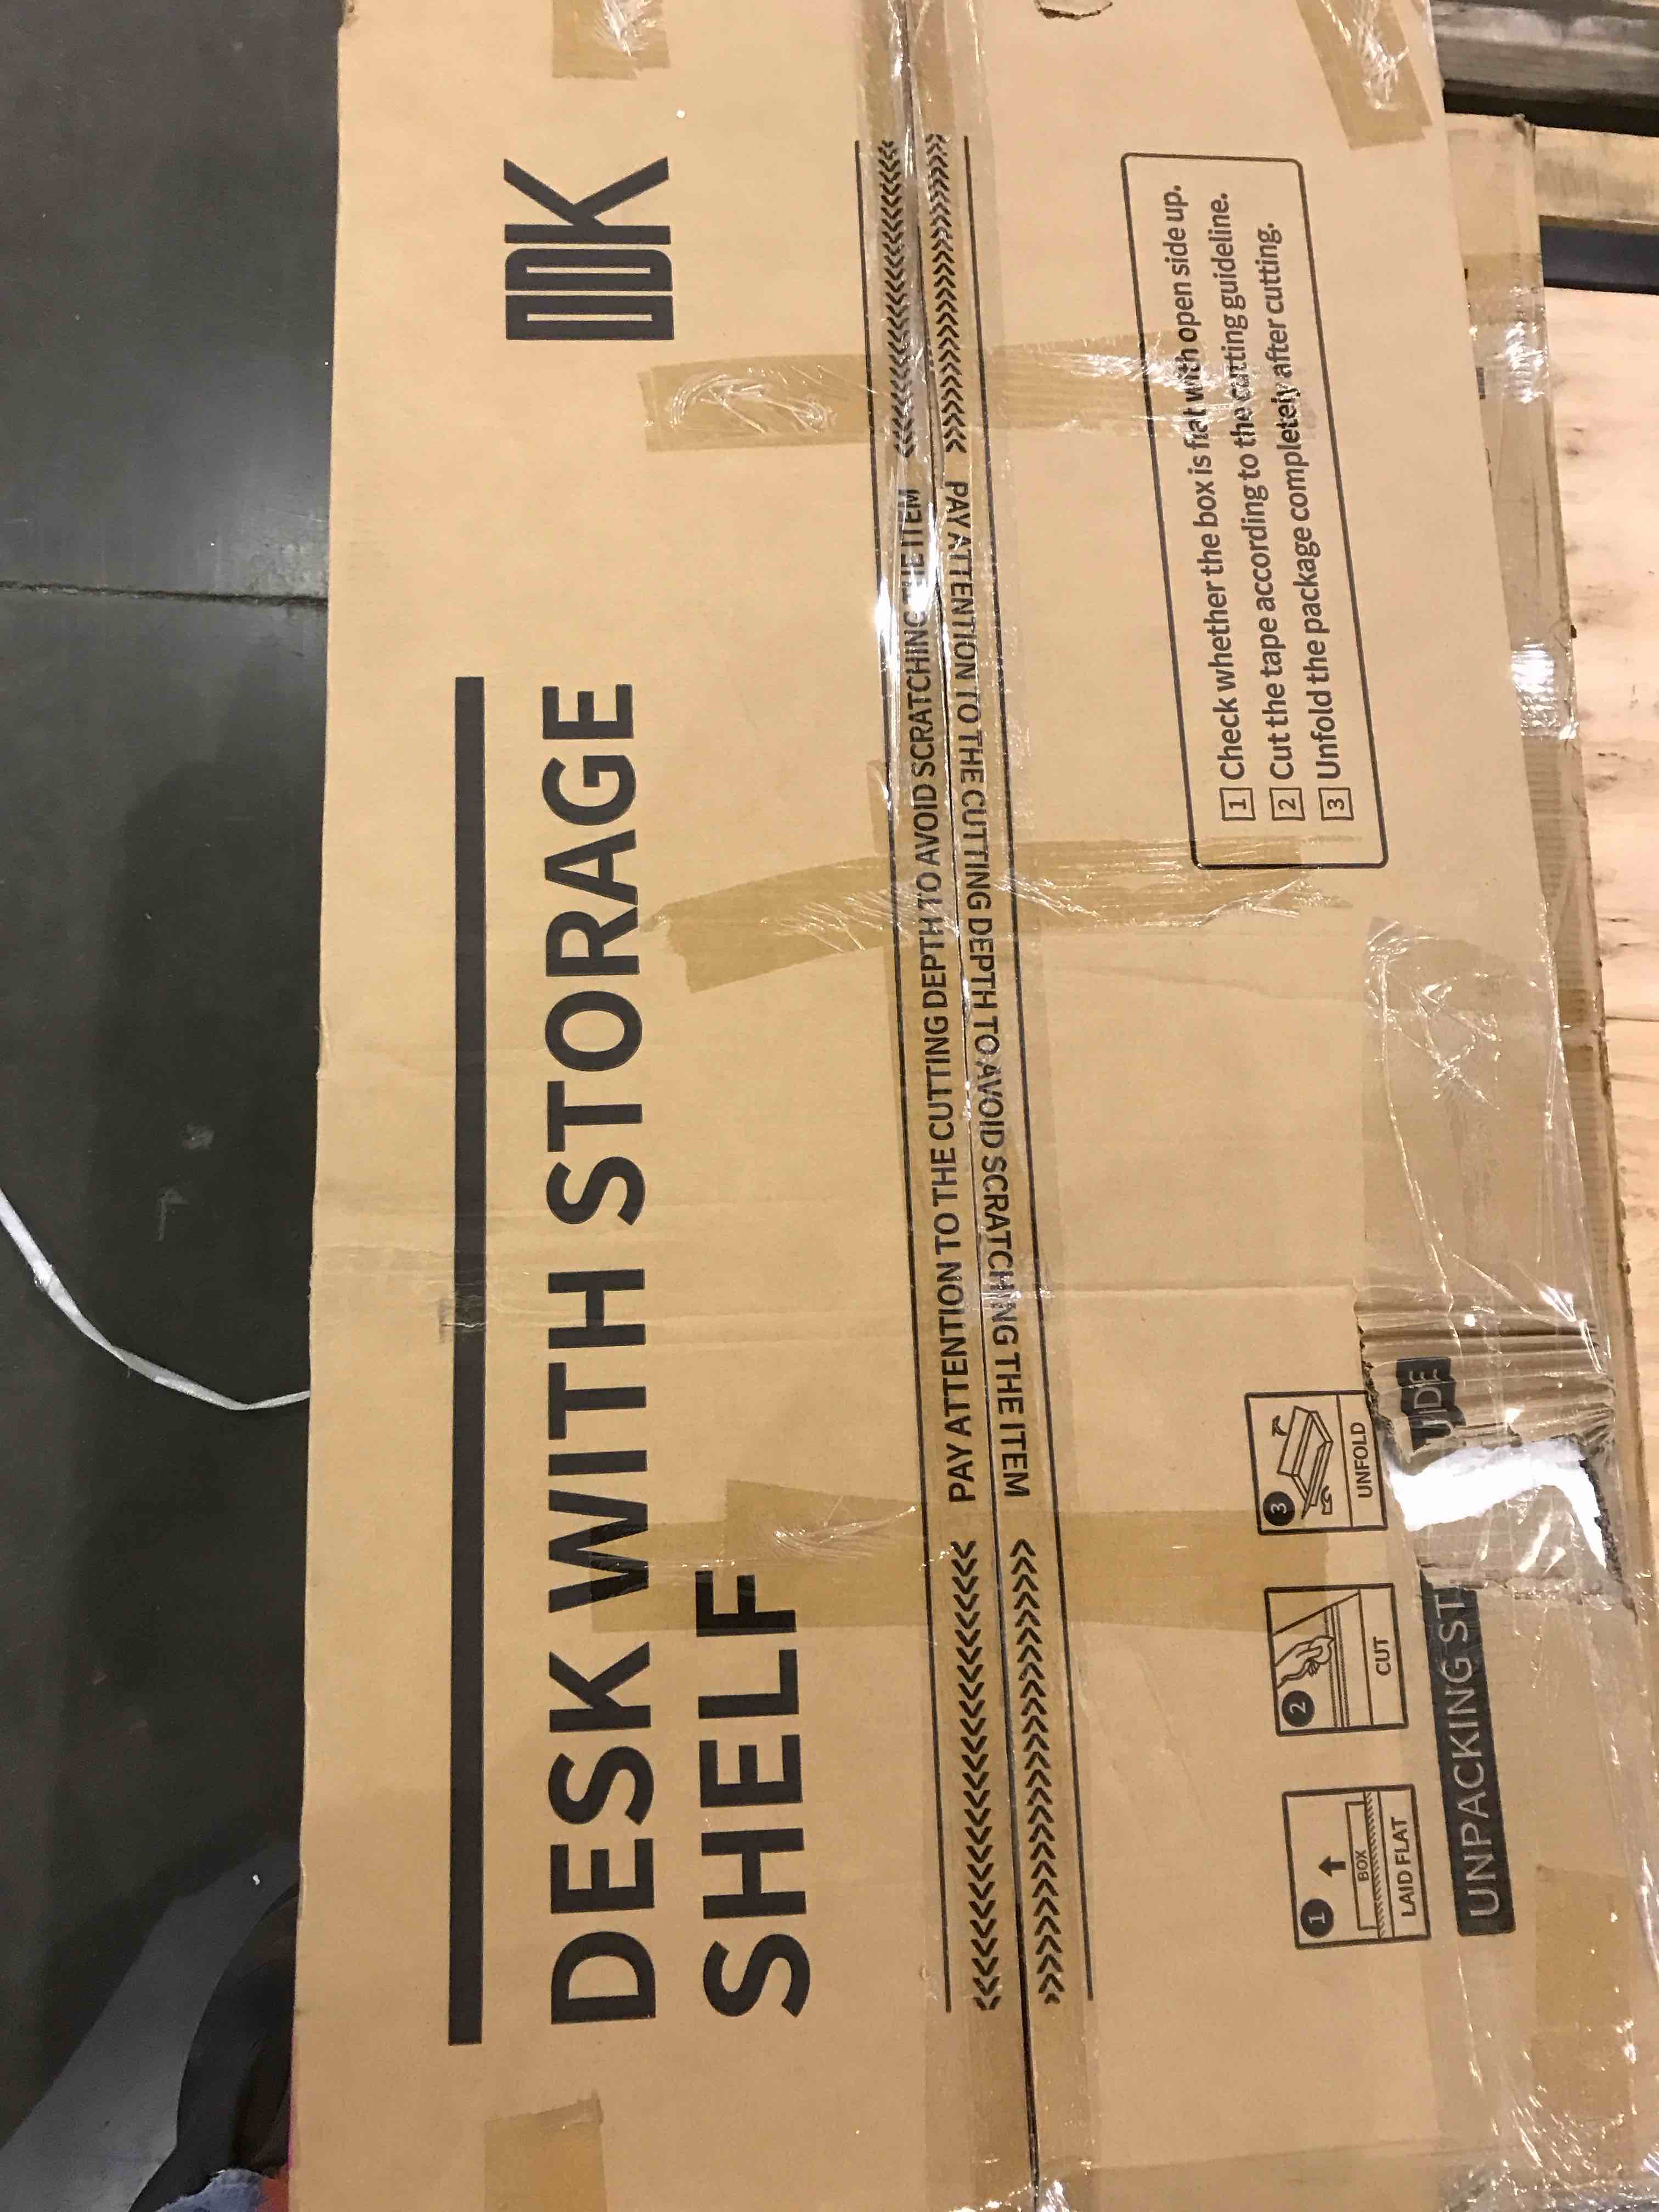 DESK WITH STORAGE
SHELF
ODK
PAY ATTENTION TO THE CUTTING DEPTH TO AVOID SCRATCHING THE ITEM
PAY ATTENTION TO THE CUTTING DEPTH TO AVOID SCRATCHING THE ITEM
1 Check whether the box is flat with open side up.
2 Cut the tape according to the cutting guideline.
3 Unfold the package completely after cutting.
1
BOX
LAID FLAT
2
CUT
3
UNFOLD
UNPACKING